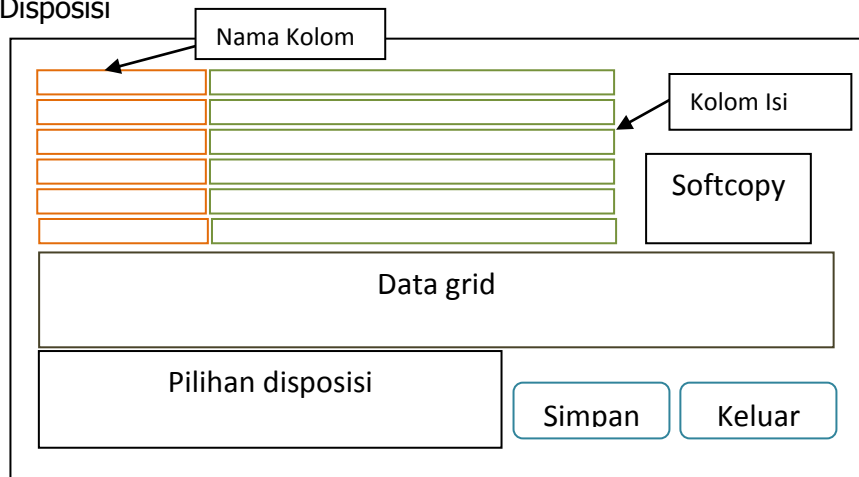 Disposisi
Nama Kolom
Kolom Isi
Softcopy
Data grid
Pilihan disposisi
Simpan
Keluar